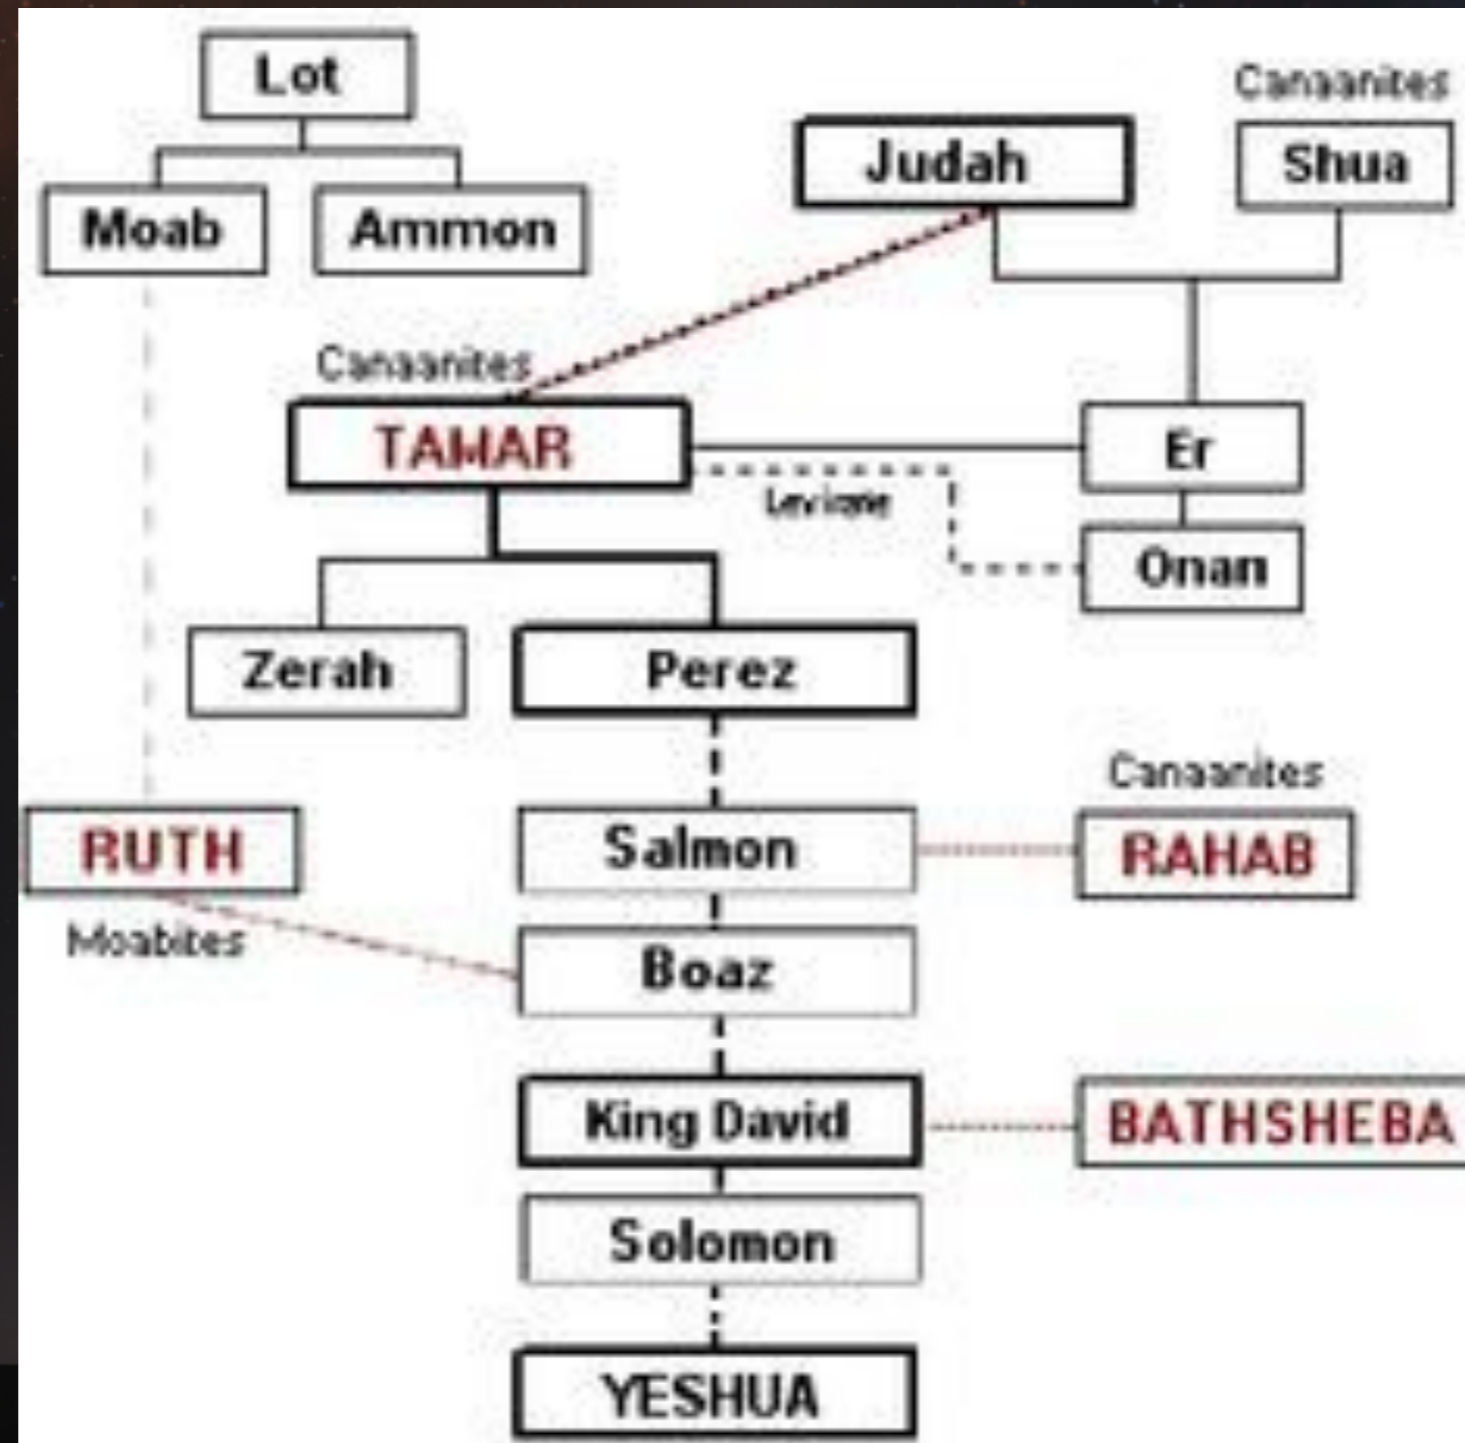 Lot
Canaanites
Judah
Shua
Moab
Ammon
Canaanites
TAMAR
Er
Levirate
Onan
Zerah
Perez
Canaanites
Salmon
RAHAB
RUTH
Moabites
Boaz
King David
BATHSHEBA
Solomon
YESHUA